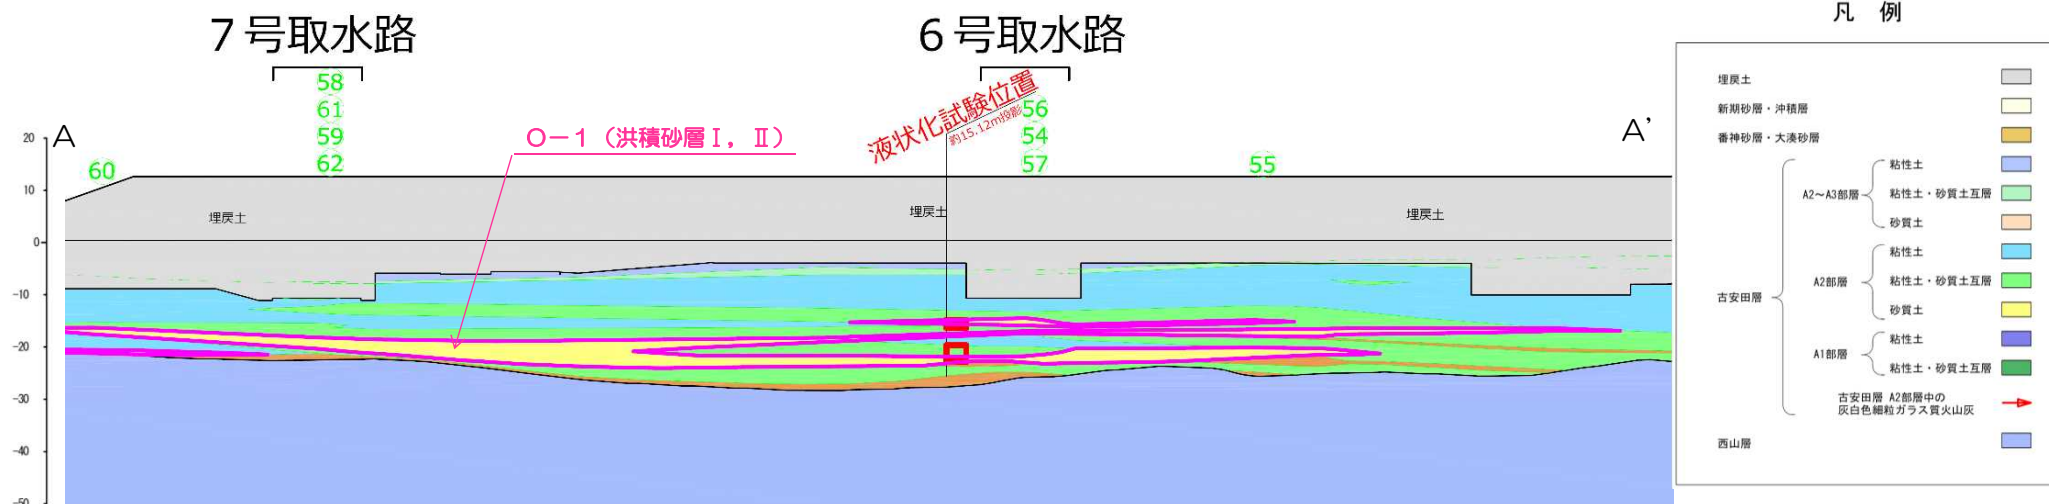 7号取水路
6号取水路
凡 例
58
61
59
62
60
A
O-1（洪積砂層Ⅰ，Ⅱ）
液状化試験位置
約15.12m投影
56
54
57
55
A'
20
10
0
-10
-20
-30
-40
-50
埋戻土
埋戻土
埋戻土
埋戻土
新期砂層・沖積層
番神砂層・大湊砂層
古安田層
A2～A3部層
粘性土
粘性土・砂質土互層
砂質土
A2部層
粘性土
粘性土・砂質土互層
砂質土
A1部層
粘性土
粘性土・砂質土互層
古安田層 A2部層中の
灰白色細粒ガラス質火山灰
西山層